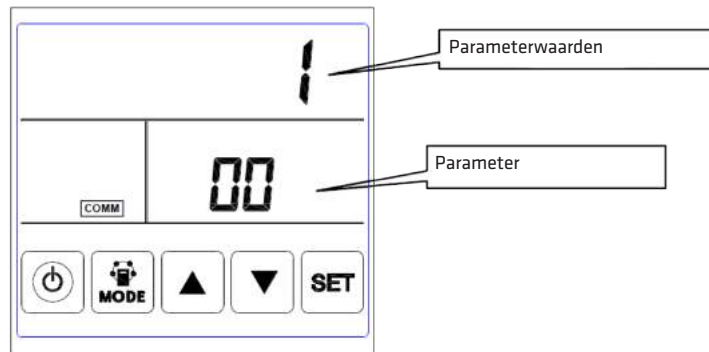 1
Parameterwaarden
00
Parameter
COMM
MODE
SET